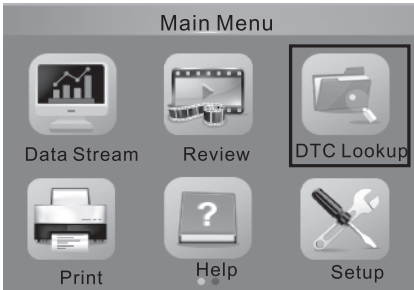 Main Menu
Data Stream
Review
DTC Lookup
Print
Help
Setup
?